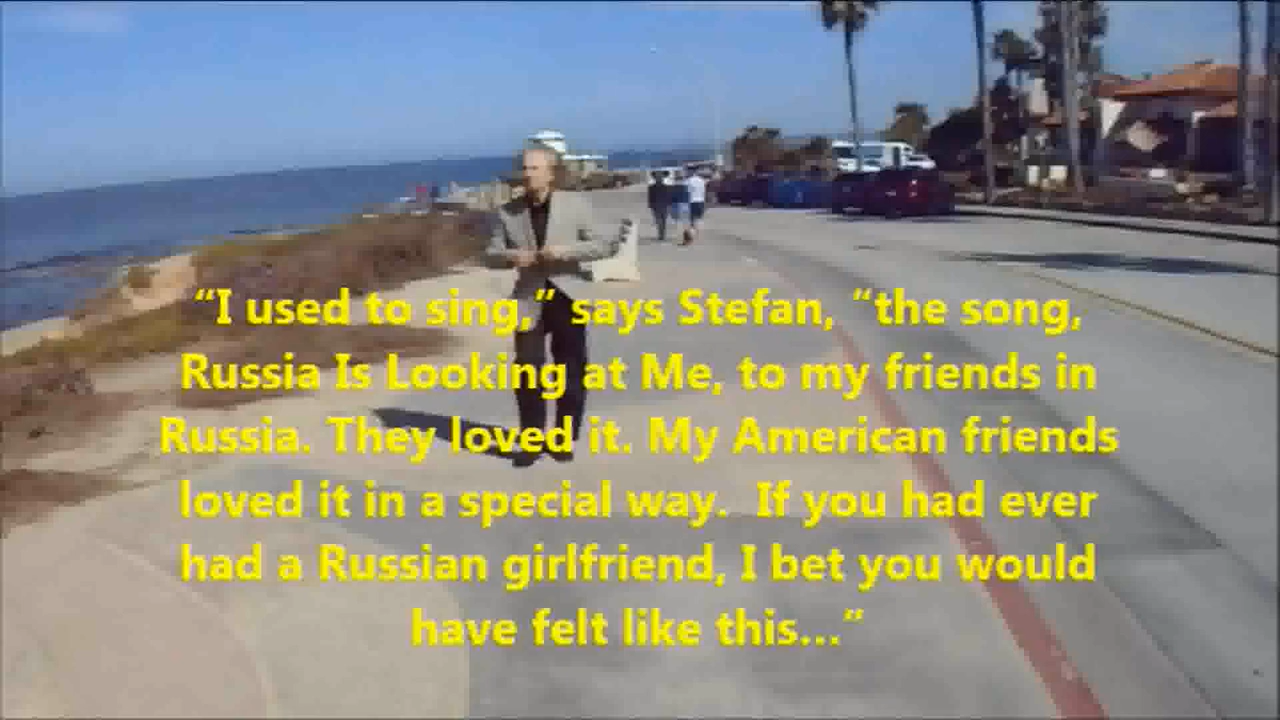 “I used to sing,” says Stefan, “the song,
Russia Is Looking at Me, to my friends in
Russia. They loved it. My American friends
loved it in a special way.  If you had ever
had a Russian girlfriend, I bet you would
have felt like this...”